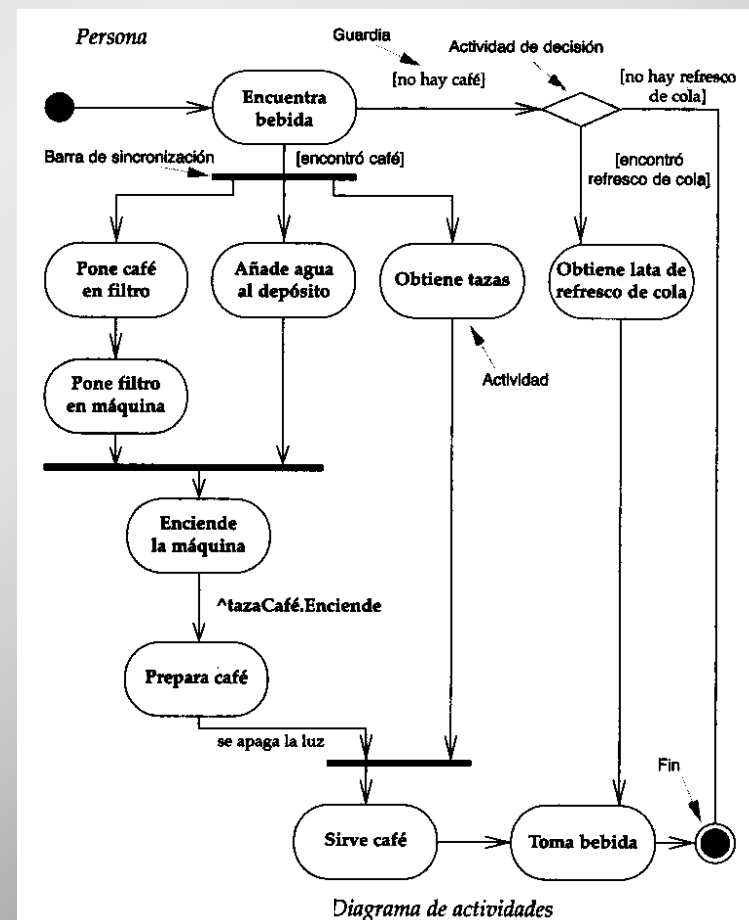 Persona
Guardia
Actividad de decisión
[no hay café]
[no hay refresco
de cola]
Encuentra
bebida
Barra de sincronización
[encontró café]
[encontró
refresco de cola]
Pone café
en filtro
Añade agua
al depósito
Obtiene tazas
Obtiene lata de
refresco de cola
Pone filtro
en máquina
Actividad
Enciende
la máquina
^tazaCafé.Enciende
Prepara café
se apaga la luz
Fin
Sirve café
Toma bebida
Diagrama de actividades